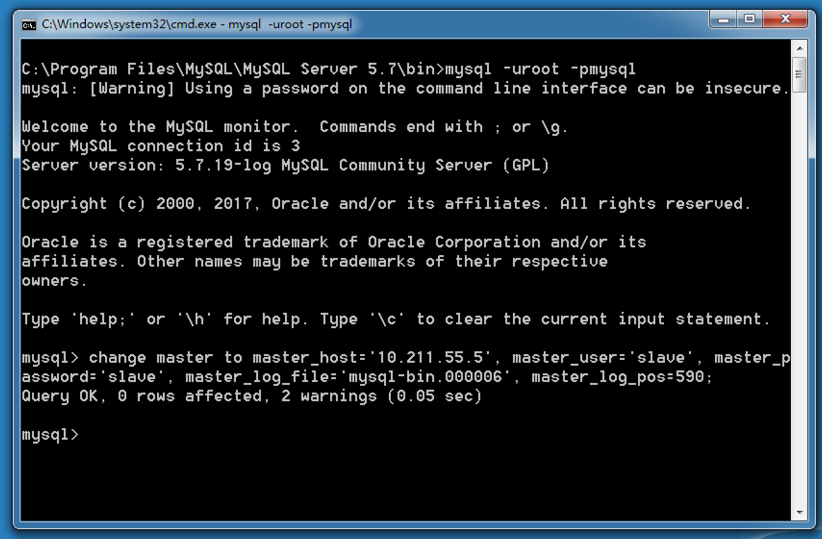 C:\Windows\system32\cmd.exe - mysql  -uroot -pmysql
C:\Program Files\MySQL\MySQL Server 5.7\bin>mysql -uroot -pmysql
mysql: [Warning] Using a password on the command line interface can be insecure.
Welcome to the MySQL monitor.  Commands end with ; or \g.
Your MySQL connection id is 3
Server version: 5.7.19-log MySQL Community Server (GPL)
Copyright (c) 2000, 2017, Oracle and/or its affiliates. All rights reserved.
Oracle is a registered trademark of Oracle Corporation and/or its
affiliates. Other names may be trademarks of their respective
owners.
Type 'help;' or '\h' for help. Type '\c' to clear the current input statement.
mysql> change master to master_host='10.211.55.5', master_user='slave', master_p
assword='slave', master_log_file='mysql-bin.000006', master_log_pos=590;
Query OK, 0 rows affected, 2 warnings (0.05 sec)
mysql>